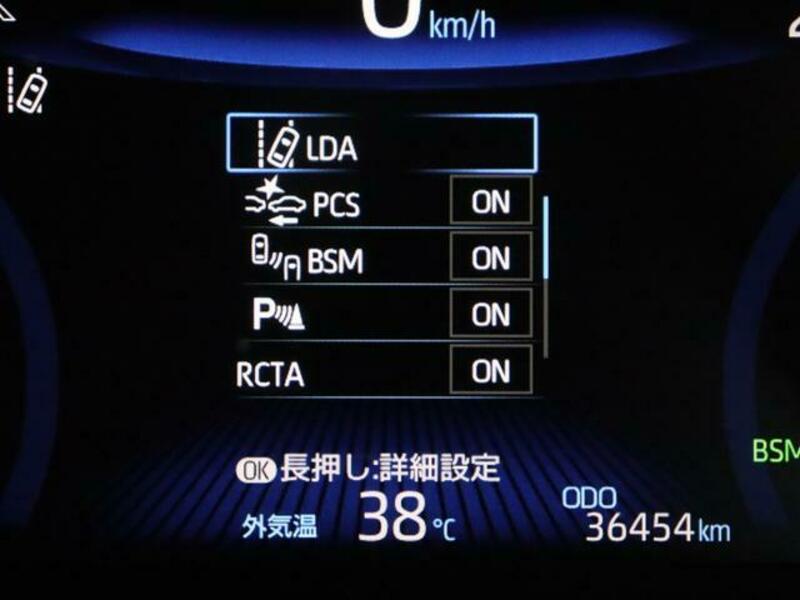 0 km/h
LDA
PCS ON
BSM ON
P ON
RCTA ON
OK 長押し:詳細設定
BSM
外気温 38℃
ODO
36454km